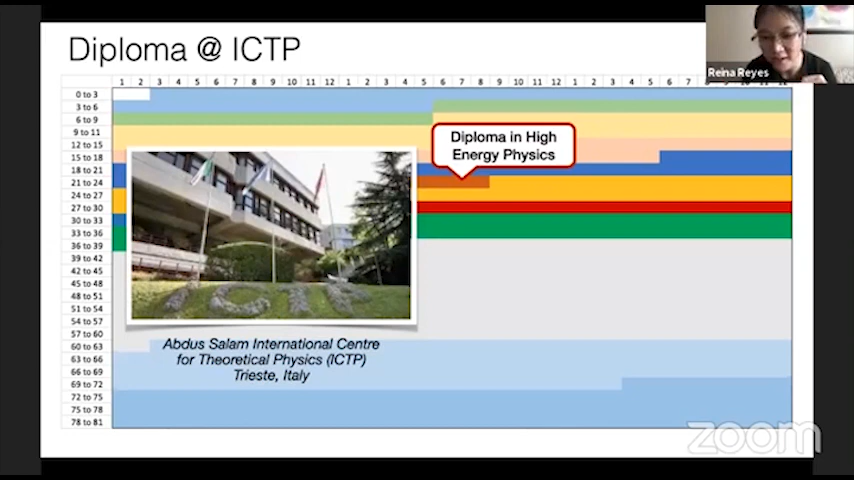 Diploma @ ICTP
Reina Reyes
1 2 3 4 5 6 7 8 9 10 11 12 1 2 3 4 5 6 7 8 9 10 11 12 1 2 3 4 5 6 7 8
0 to 3
3 to 6
6 to 9
9 to 11
12 to 15
15 to 18
18 to 21
21 to 24
24 to 27
27 to 30
30 to 33
33 to 36
36 to 39
39 to 42
42 to 45
45 to 48
48 to 51
51 to 54
54 to 57
57 to 60
60 to 63
63 to 66
66 to 69
69 to 72
72 to 75
75 to 78
78 to 81
Diploma in High
Energy Physics
ICTP
Abdus Salam International Centre
for Theoretical Physics (ICTP)
Trieste, Italy
zoom